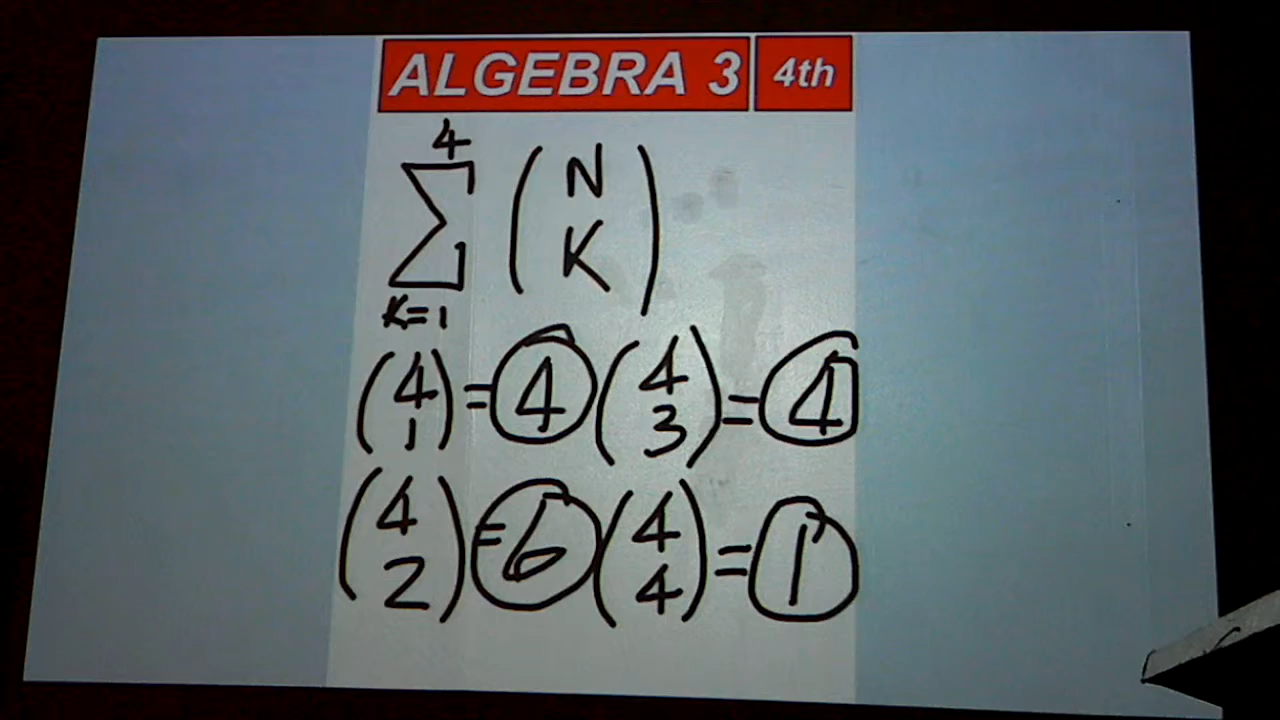 ALGEBRA 3 4th
4
∑ (N K)
K=1
(4 1) = 4 (4 3) = 4
(4 2) = 6 (4 4) = 1